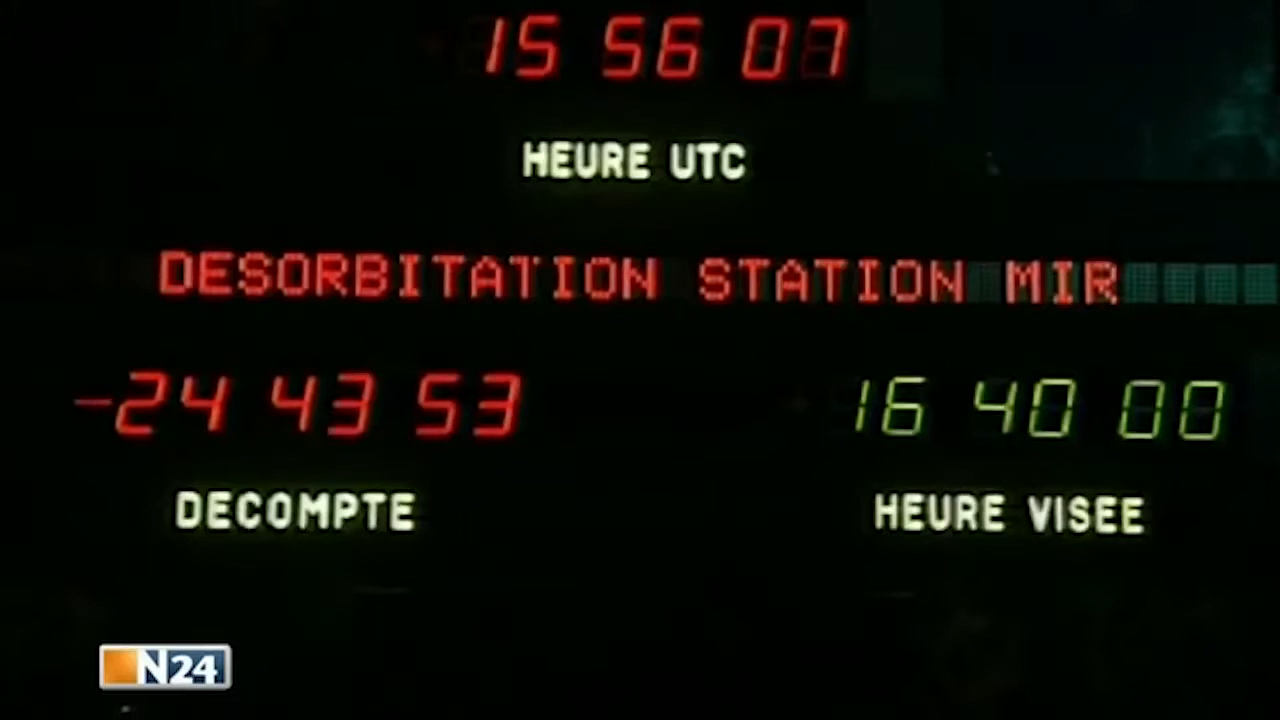 15 56 07
HEURE UTC
DESORBITATION STATION MIR
-24 43 53
16 40 00
DECOMPTE
HEURE VISEE
N24